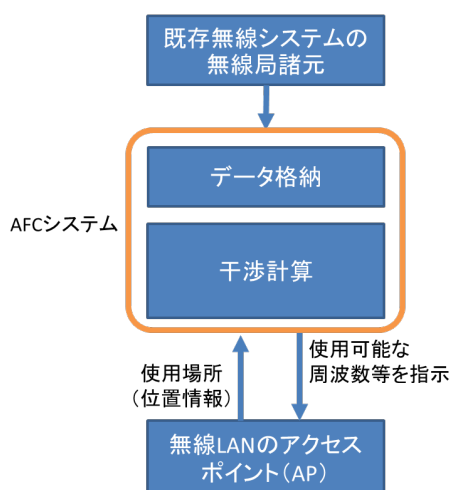 既存無線システムの
無線局諸元
データ格納
AFCシステム
干渉計算
使用場所
（位置情報）
使用可能な
周波数等を指示
無線LANのアクセス
ポイント（AP）